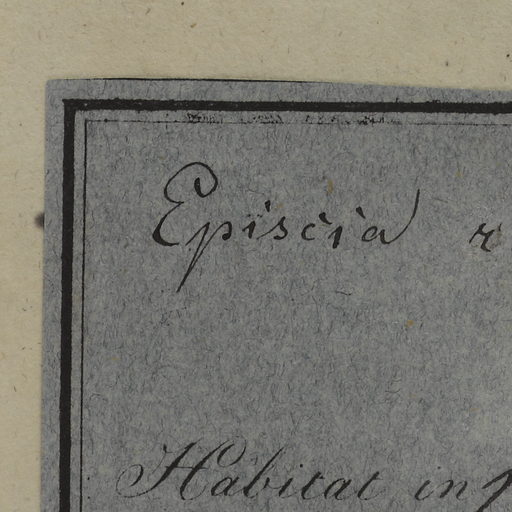 Episcia r
Habitat in p